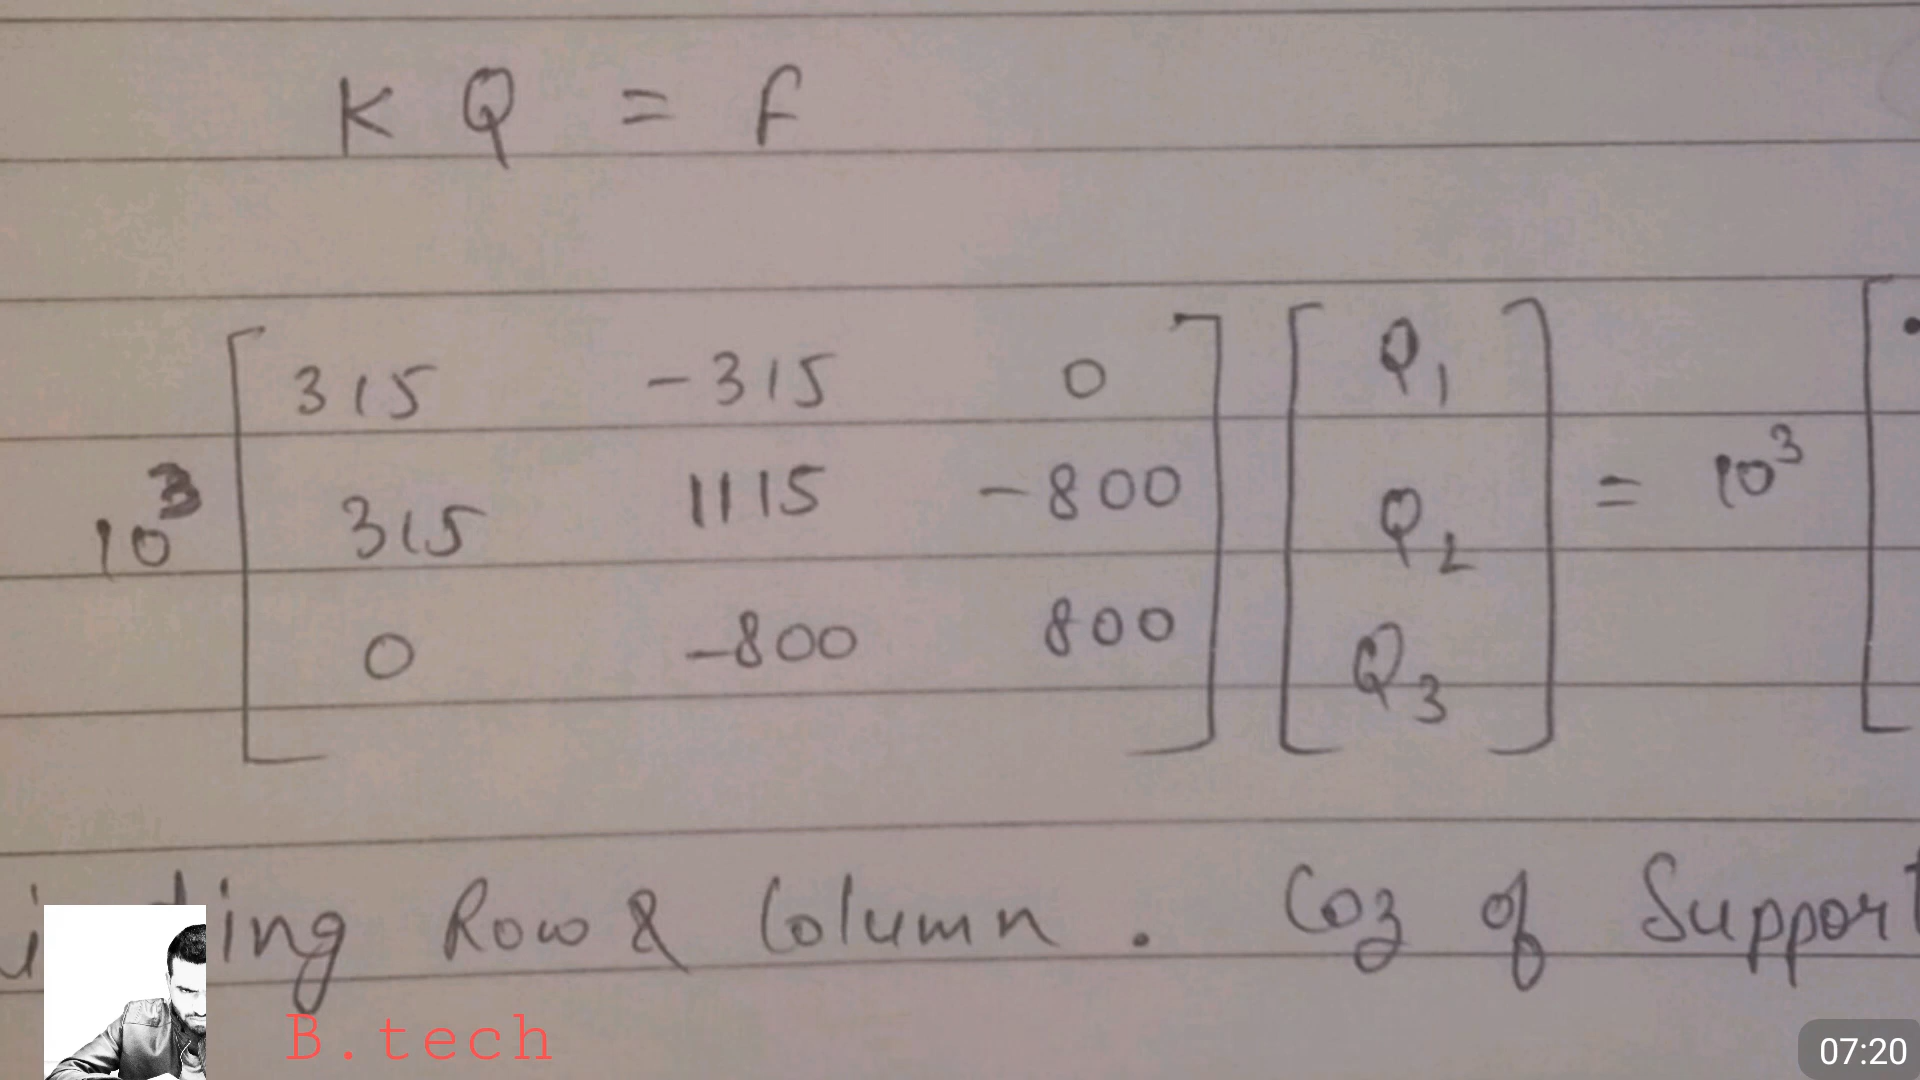 K Q = F
315 -315 0
10³ 315 1115 -800
0 -800 800
Q₁
Q₂
Q₃
= 10³
Row & Column. Coz of Support
B.tech
07:20